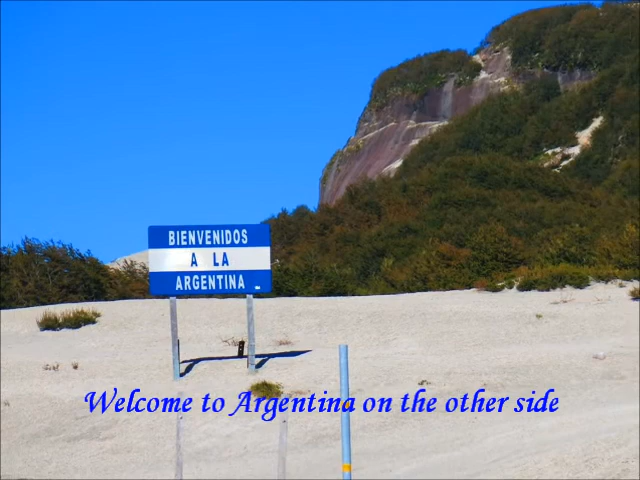 BIENVENIDOS
A LA
ARGENTINA
Welcome to Argentina on the other side